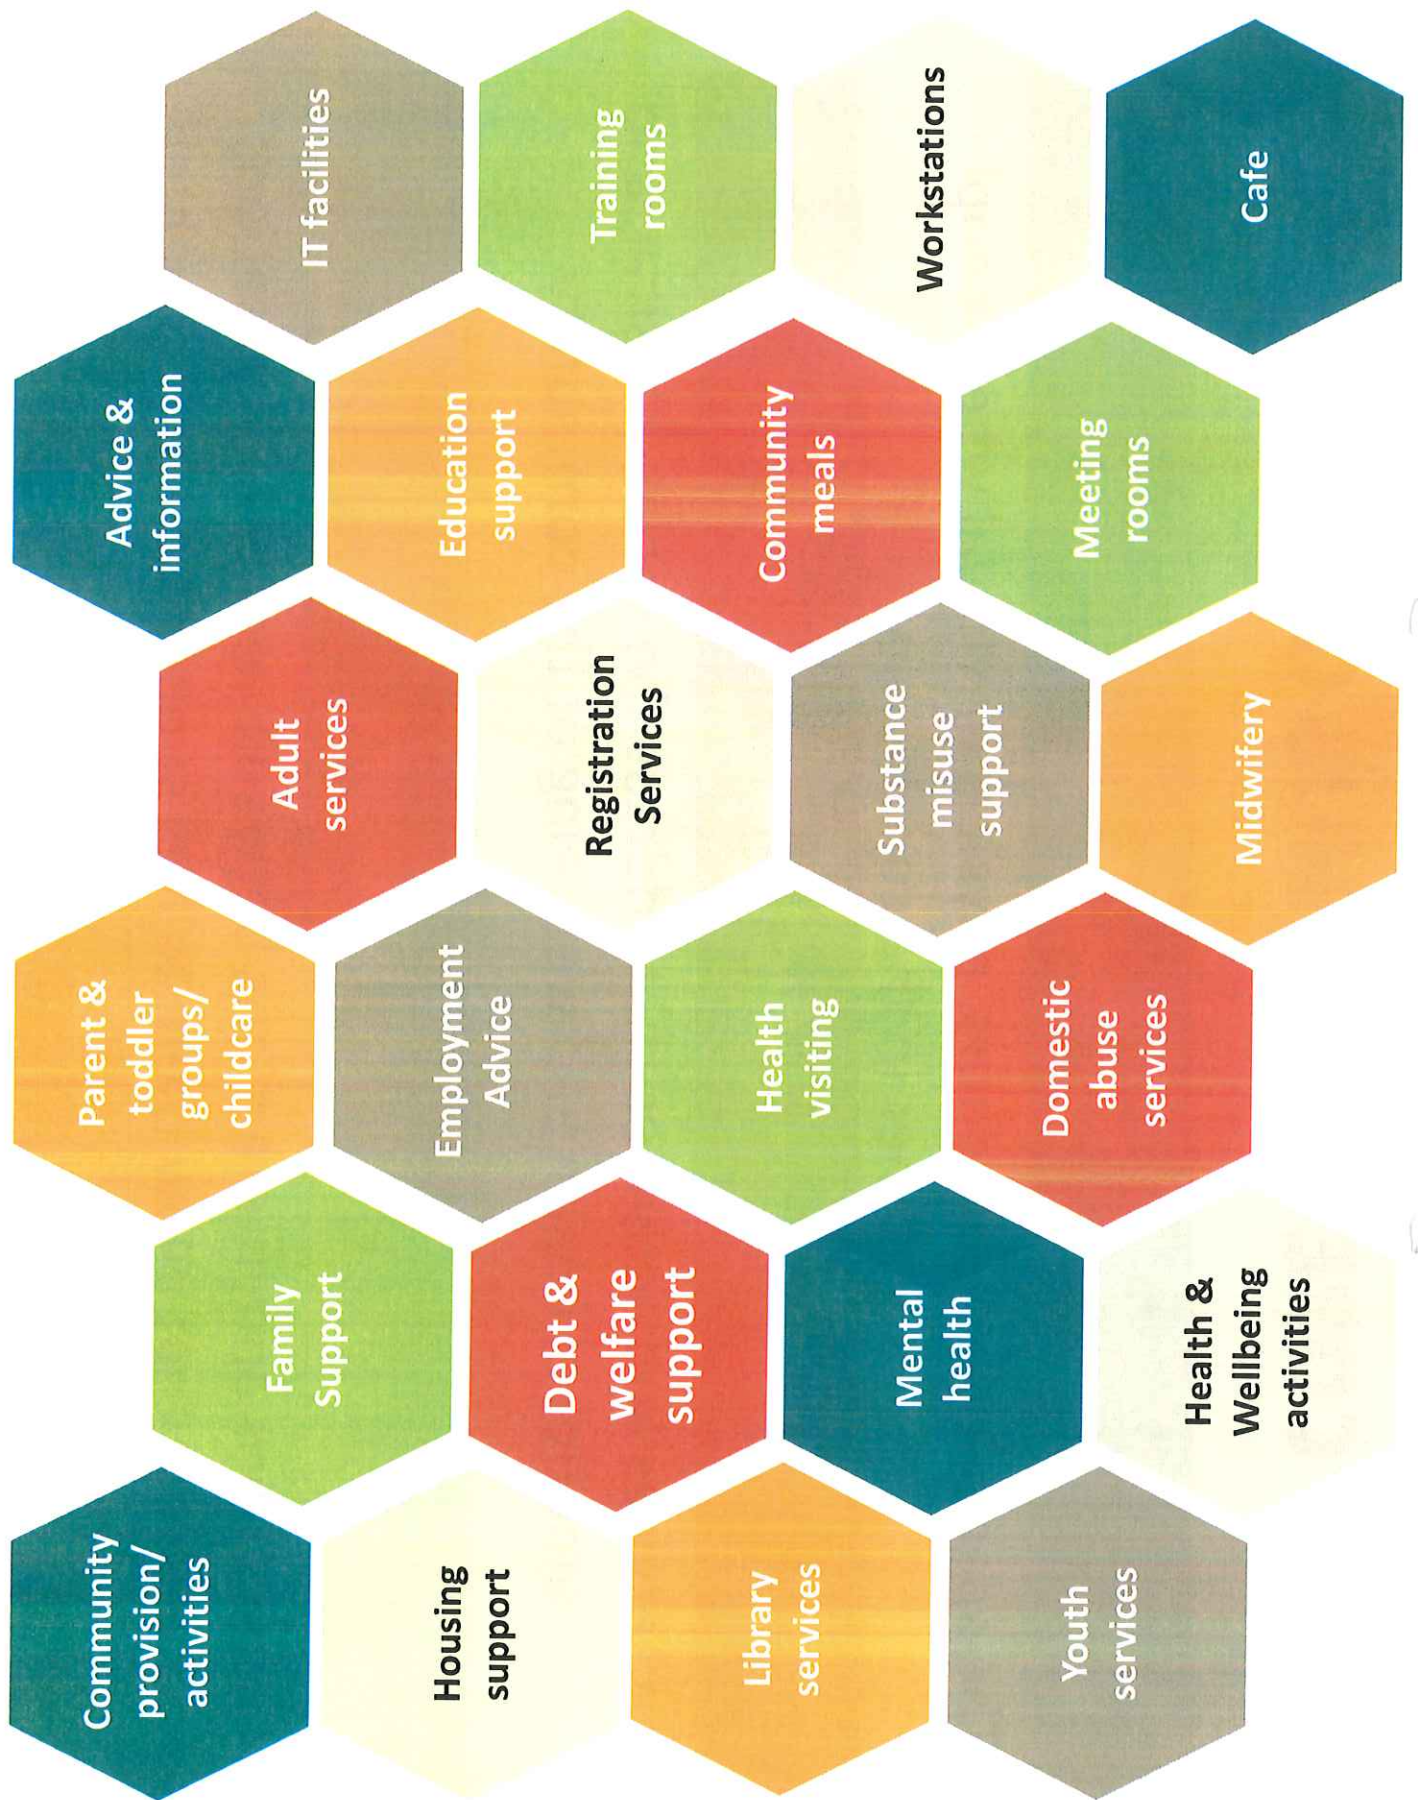 Community
provision/
activities
Parent &
toddler
groups/
childcare
Advice &
information
Family
Support
Adult
services
IT facilities
Housing
support
Employment
Advice
Education
support
Debt &
welfare
support
Registration
Services
Training
rooms
Library
services
Health
visiting
Community
meals
Mental
health
Substance
misuse
support
Workstations
Youth
services
Domestic
abuse
services
Meeting
rooms
Health &
Wellbeing
activities
Midwifery
Cafe